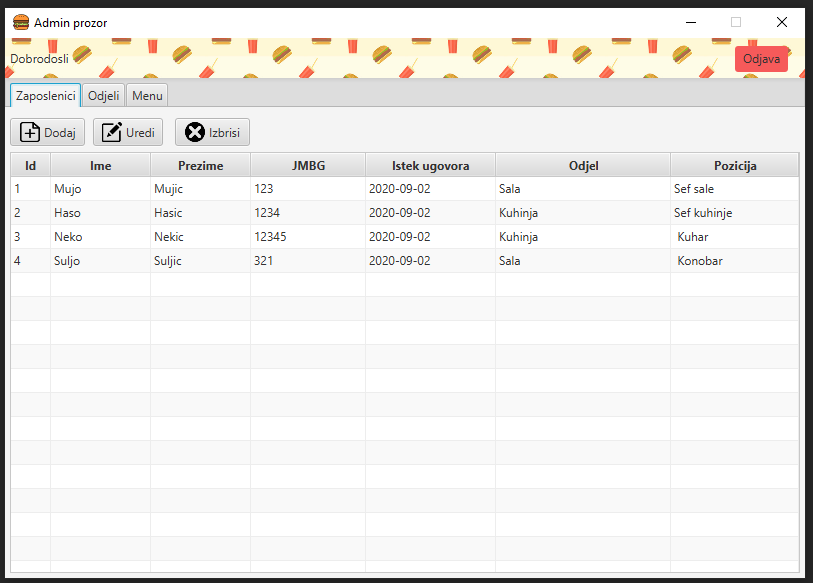 Admin prozor
Dobrodosli
Odjava
Zaposlenici Odjeli Menu
Dodaj Uredi Izbrisi
Id Ime Prezime JMBG Istek ugovora Odjel Pozicija
1 Mujo Mujic 123 2020-09-02 Sala Sef sale
2 Haso Hasic 1234 2020-09-02 Kuhinja Sef kuhinje
3 Neko Nekic 12345 2020-09-02 Kuhinja Kuhar
4 Suljo Suljic 321 2020-09-02 Sala Konobar